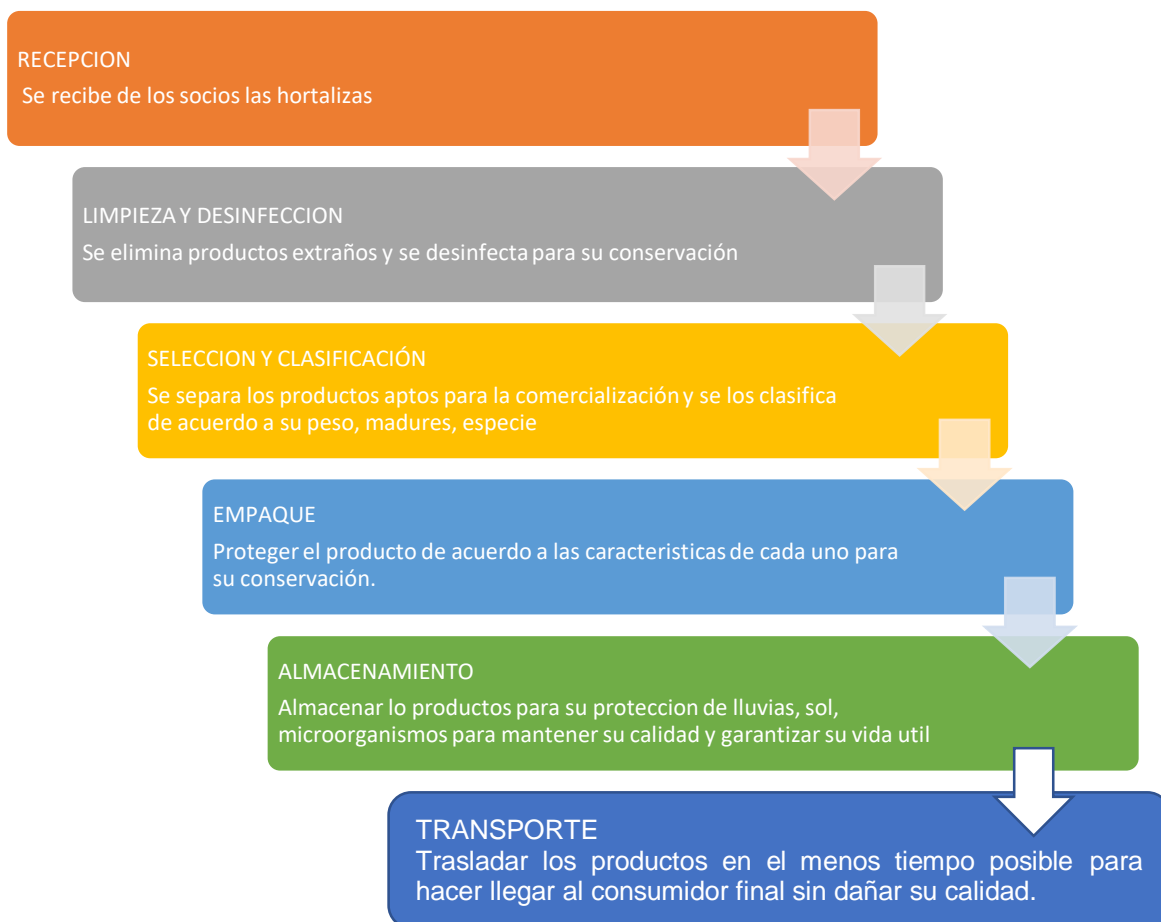 RECEPCION
Se recibe de los socios las hortalizas
LIMPIEZA Y DESINFECCION
Se elimina productos extraños y se desinfecta para su conservación
SELECCION Y CLASIFICACIÓN
Se separa los productos aptos para la comercialización y se los clasifica
de acuerdo a su peso, madures, especie
EMPAQUE
Proteger el producto de acuerdo a las caracteristicas de cada uno para
su conservación.
ALMACENAMIENTO
Almacenar lo productos para su proteccion de lluvias, sol,
microorganismos para mantener su calidad y garantizar su vida util
TRANSPORTE
Trasladar los productos en el menos tiempo posible para
hacer llegar al consumidor final sin dañar su calidad.